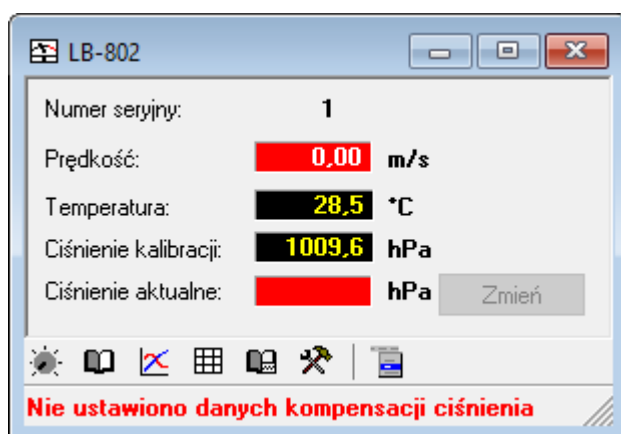 LB-802
Numer seryjny: 1
Prędkość: 0,00 m/s
Temperatura: 28,5 °C
Ciśnienie kalibracji: 1009,6 hPa
Ciśnienie aktualne: hPa Zmień
Nie ustawiono danych kompensacji ciśnienia